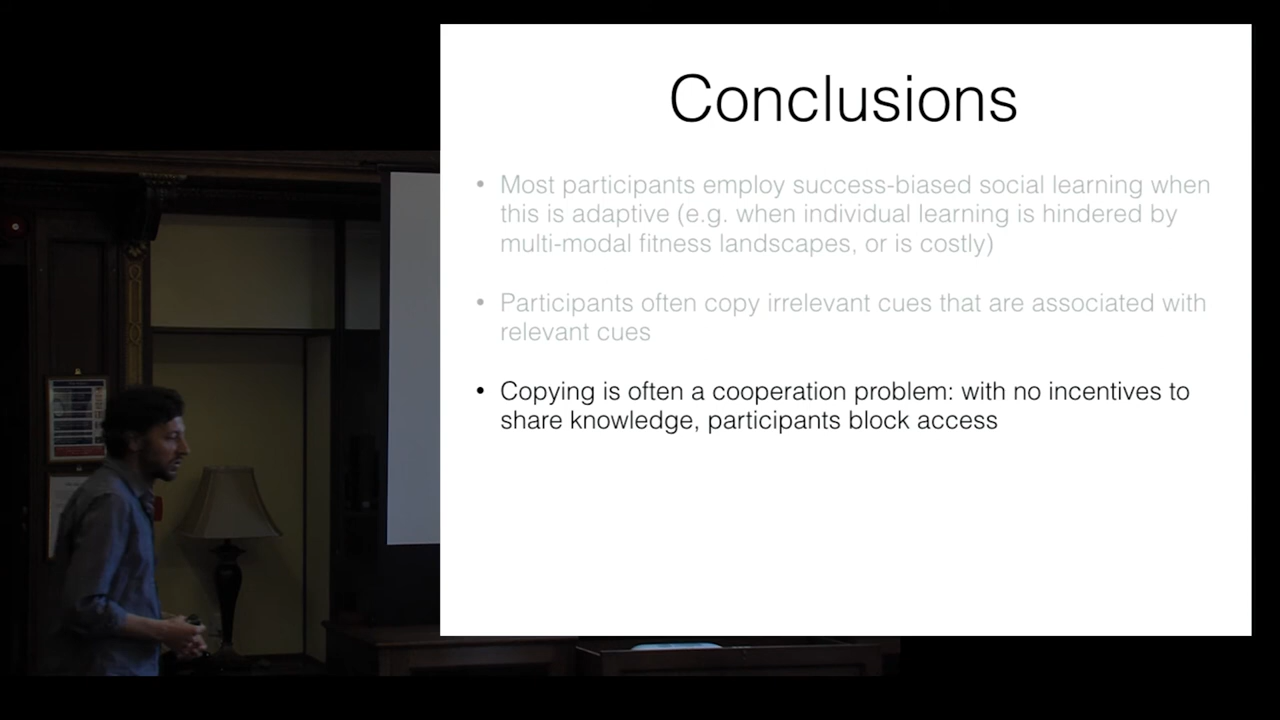 Conclusions
• Most participants employ success-biased social learning when
this is adaptive (e.g. when individual learning is hindered by
multi-modal fitness landscapes, or is costly)
• Participants often copy irrelevant cues that are associated with
relevant cues
• Copying is often a cooperation problem: with no incentives to
share knowledge, participants block access